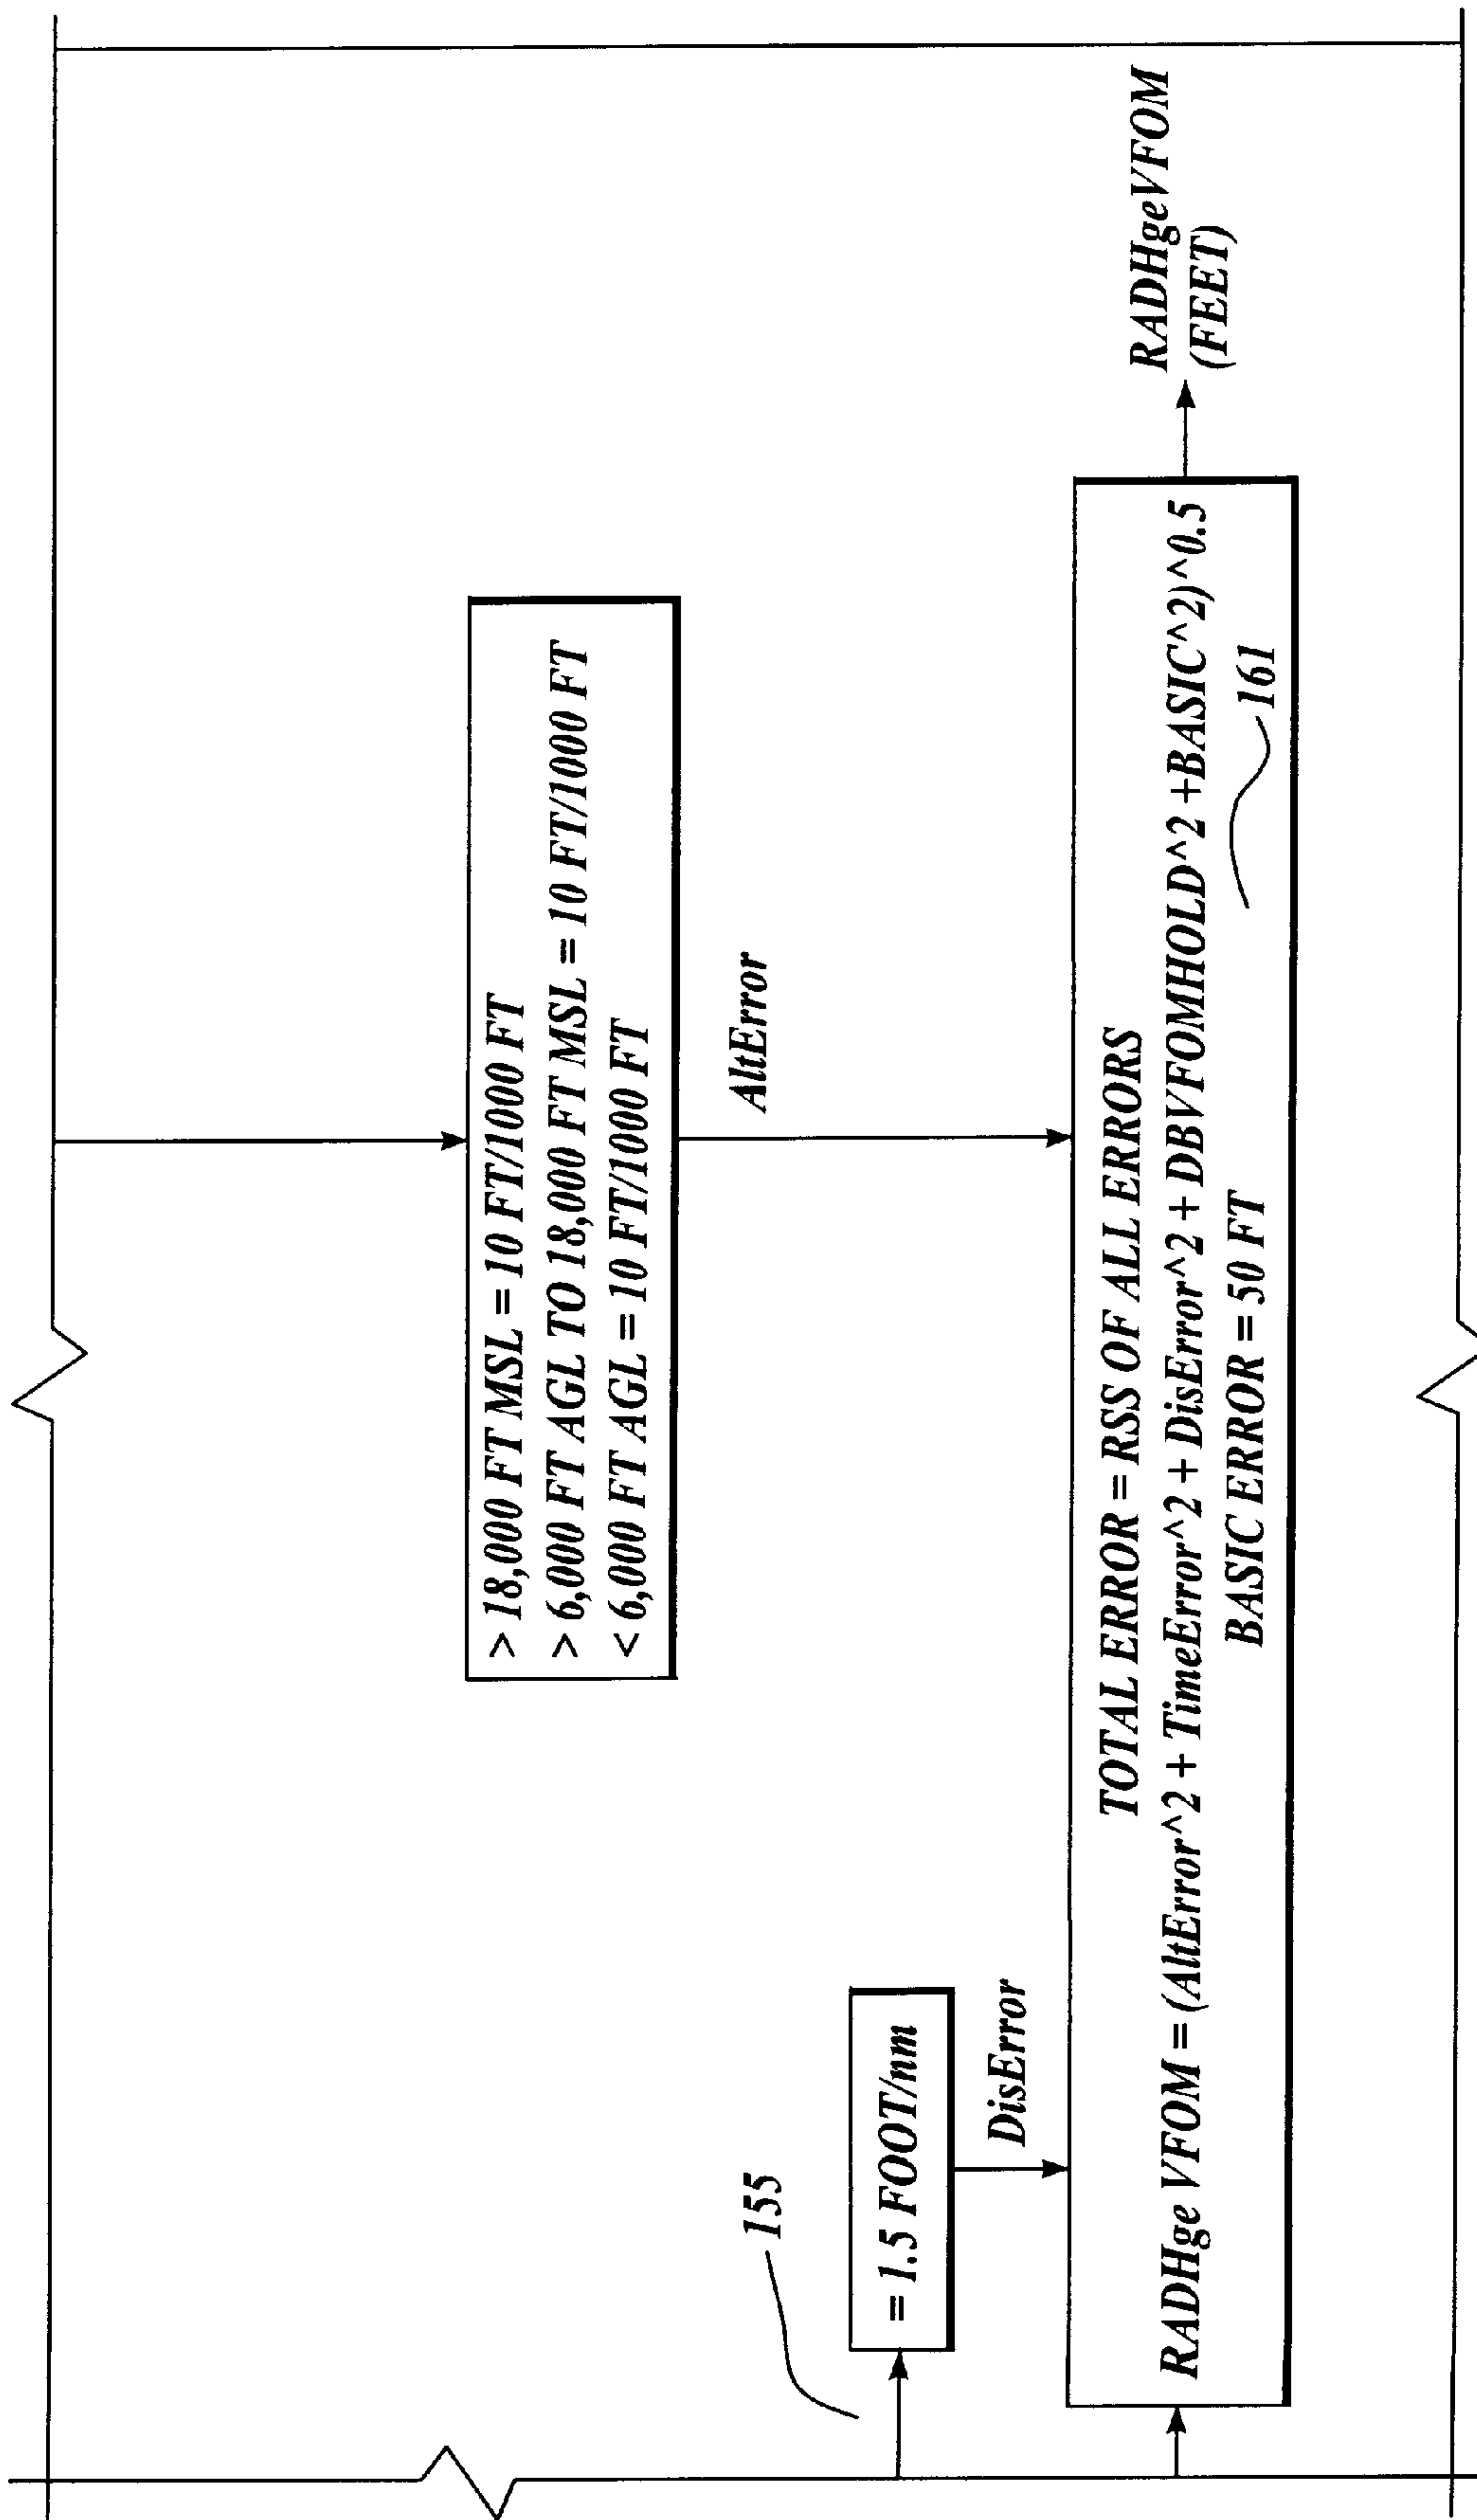 > 18,000 FT MSL = 10 FT/1000 FT
> 6,000 FT AGL TO 18,000 FT MSL = 10 FT/1000 FT
< 6,000 FT AGL = 10 FT/1000 FT
AltError
155
= 1.5 FOOT/nm
DisError
TOTAL ERROR = RSS OF ALL ERRORS
RADHge VFOM = (AltError^2 + TimeError^2 + DisError^2 + DBVFOMHOLD^2 +BASIC^2)^0.5
BASIC ERROR = 50 FT
161
RADHgeVFOM
(FEET)